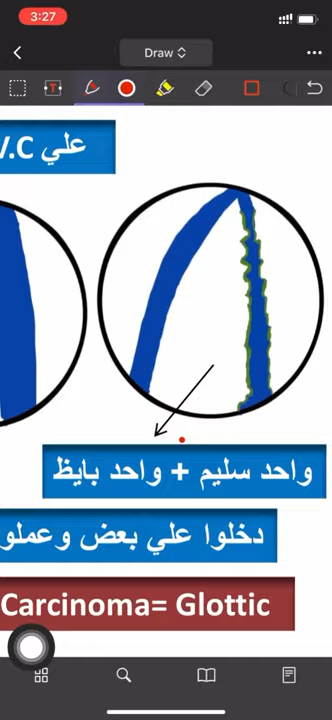 3:27
Draw
T
علي V.C
واحد سليم + واحد بايظ
دخلوا علي بعض وعملو
Carcinoma= Glottic